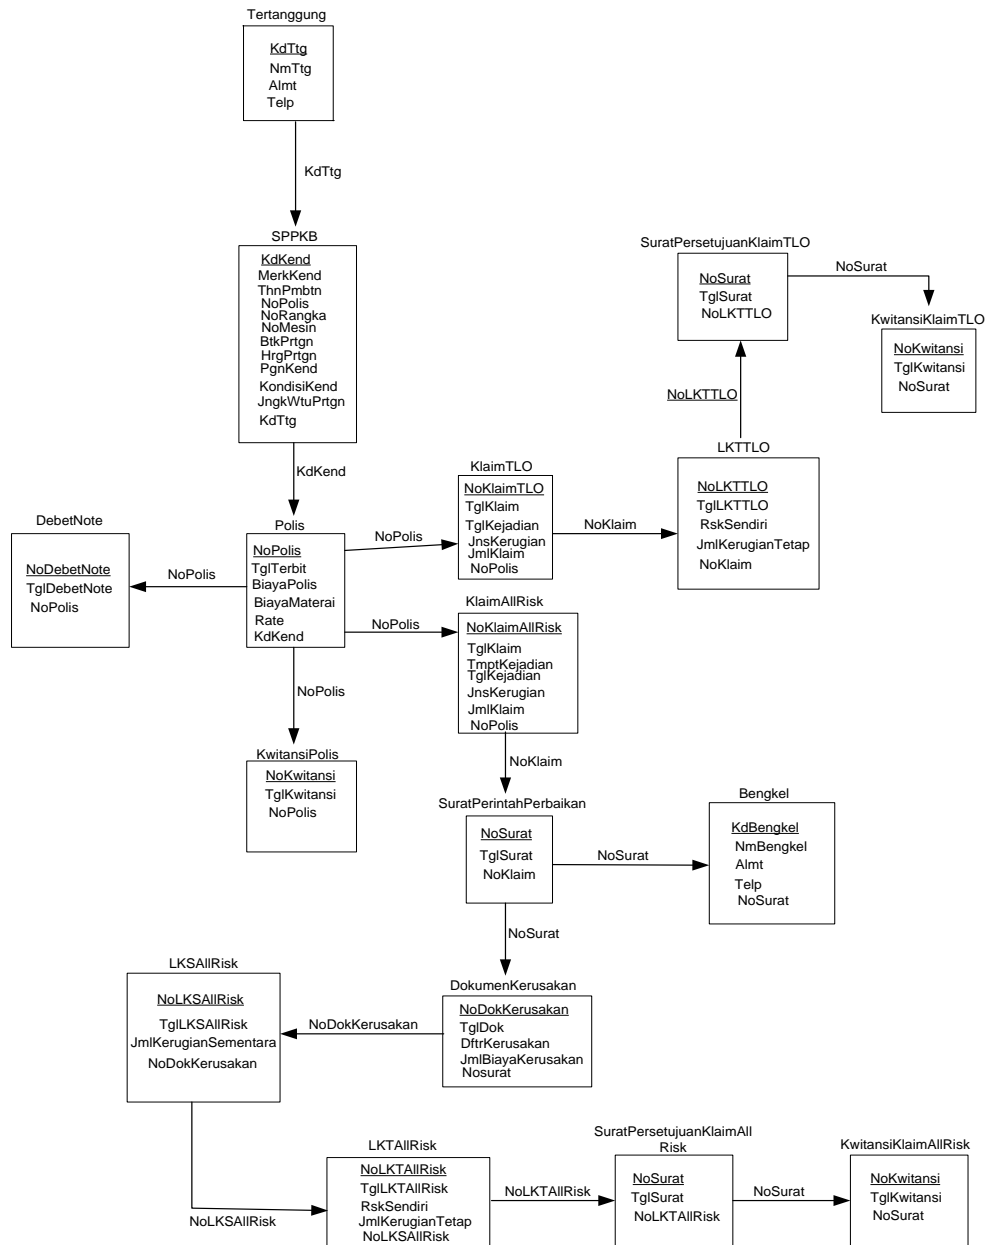 Tertanggung
KdTtg
NmTtg
Almt
Telp
KdTtg
SPPKB
KdKend
MerkKend
ThnPmbtn
NoPolis
NoRangka
NoMesin
BtkPrtgn
HrgPrtgn
PgnKend
KondisiKend
JngkWtuPrtgn
KdTtg
KdKend
SuratPersetujuanKlaimTLO
NoSurat
TglSurat
NoLKTTLO
NoSurat
KwitansiKlaimTLO
NoKwitansi
TglKwitansi
NoSurat
NoLKTTLO
LKTTLO
NoLKTTLO
TglLKTTLO
RskSendiri
JmlKerugianTetap
NoKlaim
NoKlaim
KlaimTLO
NoKlaimTLO
TglKlaim
TglKejadian
JnsKerugian
JmlKlaim
NoPolis
NoPolis
Polis
NoPolis
TglTerbit
BiayaPolis
BiayaMaterai
Rate
KdKend
NoPolis
DebetNote
NoDebetNote
TglDebetNote
NoPolis
NoPolis
KlaimAllRisk
NoKlaimAllRisk
TglKlaim
TmptKejadian
TglKejadian
JnsKerugian
JmlKlaim
NoPolis
NoPolis
KwitansiPolis
NoKwitansi
TglKwitansi
NoPolis
NoKlaim
SuratPerintahPerbaikan
NoSurat
TglSurat
NoKlaim
NoSurat
Bengkel
KdBengkel
NmBengkel
Almt
Telp
NoSurat
NoSurat
DokumenKerusakan
NoDokKerusakan
TglDok
DftrKerusakan
JmlBiayaKerusakan
Nosurat
NoDokKerusakan
LKSAllRisk
NoLKSAllRisk
TglLKSAllRisk
JmlKerugianSementara
NoDokKerusakan
NoLKSAllRisk
LKTAllRisk
NoLKTAllRisk
TglLKTAllRisk
RskSendiri
JmlKerugianTetap
NoLKSAllRisk
NoLKTAllRisk
SuratPersetujuanKlaimAll
Risk
NoSurat
TglSurat
NoLKTAllRisk
NoSurat
KwitansiKlaimAllRisk
NoKwitansi
TglKwitansi
NoSurat